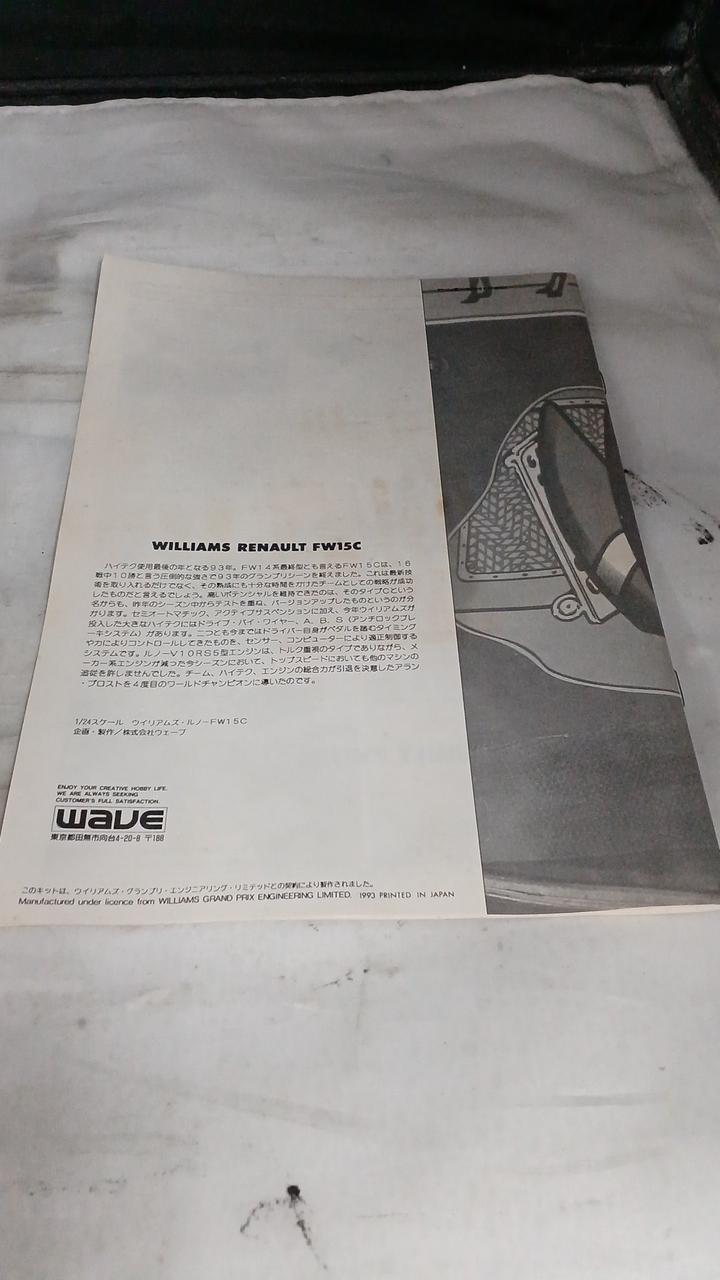 WILLIAMS RENAULT FW15C
ハイテク使用最後の年となる93年。FW14系最終型とも言えるFW15Cは、16
戦中10勝と言う圧倒的な強さで93年のグランプリシーンを終えました。これは最新技
術を取り入れるだけでなく、その熟成にも十分な時間をかけたチームとしての戦略が成功
したものだと言えるでしょう。高いポテンシャルを維持できたのは、そのタイプCという
名からも、昨年のシーズン中からテストを重ね、バージョンアップしたものというのが分
かります。セミオートマチック、アクティブサスペンションに加え、今年ウイリアムズが
投入した大きなハイテクにはドライブ・バイ・ワイヤー、A．B．S（アンチロックブレ
ーキシステム）があります。二つとも今まではドライバー自身がペダルを踏むタイミング
や力によりコントロールしてきたものを、センサー、コンピューターにより適正制御する
システムです。ルノーV10RS5型エンジンは、トルク重視のタイプでありながら、メ
ーカー系エンジンが減った今シーズンにおいて、トップスピードにおいても他のマシンの
追従を許しませんでした。チーム、ハイテク、エンジンの総合力が引退を決意したアラン
・プロストを4度目のワールドチャンピオンに導いたのです。
1/24スケール ウイリアムズ・ルノーFW15C
企画・製作／株式会社ウェーブ
ENJOY YOUR CREATIVE HOBBY LIFE.
WE ARE ALWAYS SEEKING
CUSTOMER'S FULL SATISFACTION.
wave
東京都田無市向台4-20-8 〒188
このキットは、ウイリアムズ・グランプリ・エンジニアリング・リミテッドとの契約により製作されました。
Manufactured under licence from WILLIAMS GRAND PRIX ENGINEERING LIMITED. 1993 PRINTED IN JAPAN